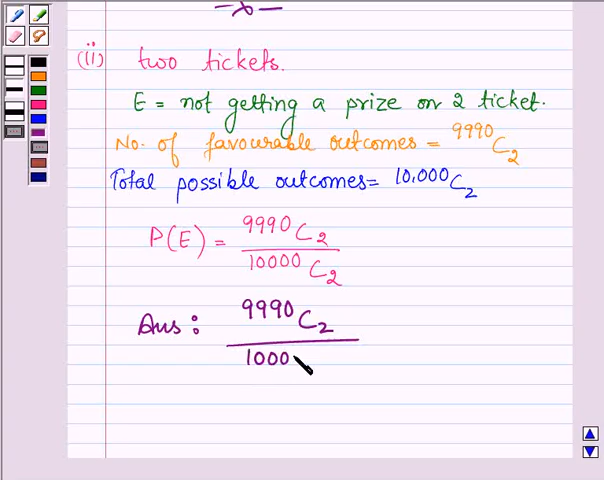 -x-
(ii) two tickets.
E = not getting a prize on 2 ticket.
No. of favourable outcomes = ⁹⁹⁹⁰C₂
Total possible outcomes = ¹⁰,⁰⁰⁰C₂
P(E) = ⁹⁹⁹⁰C₂
¹⁰⁰⁰⁰C₂
Ans : ⁹⁹⁹⁰C₂
1000